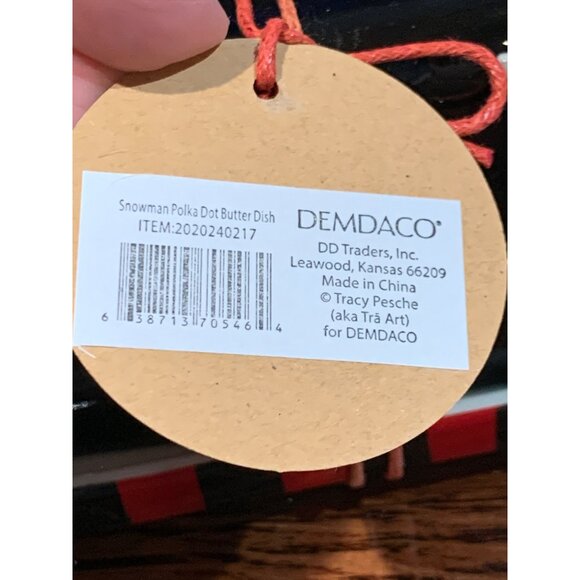 Snowman Polka Dot Butter Dish
ITEM:2020240217
6 38713 70546 4
DEMDACO®
DD Traders, Inc.
Leawood, Kansas 66209
Made in China
© Tracy Pesche
(aka Trä Art)
for DEMDACO